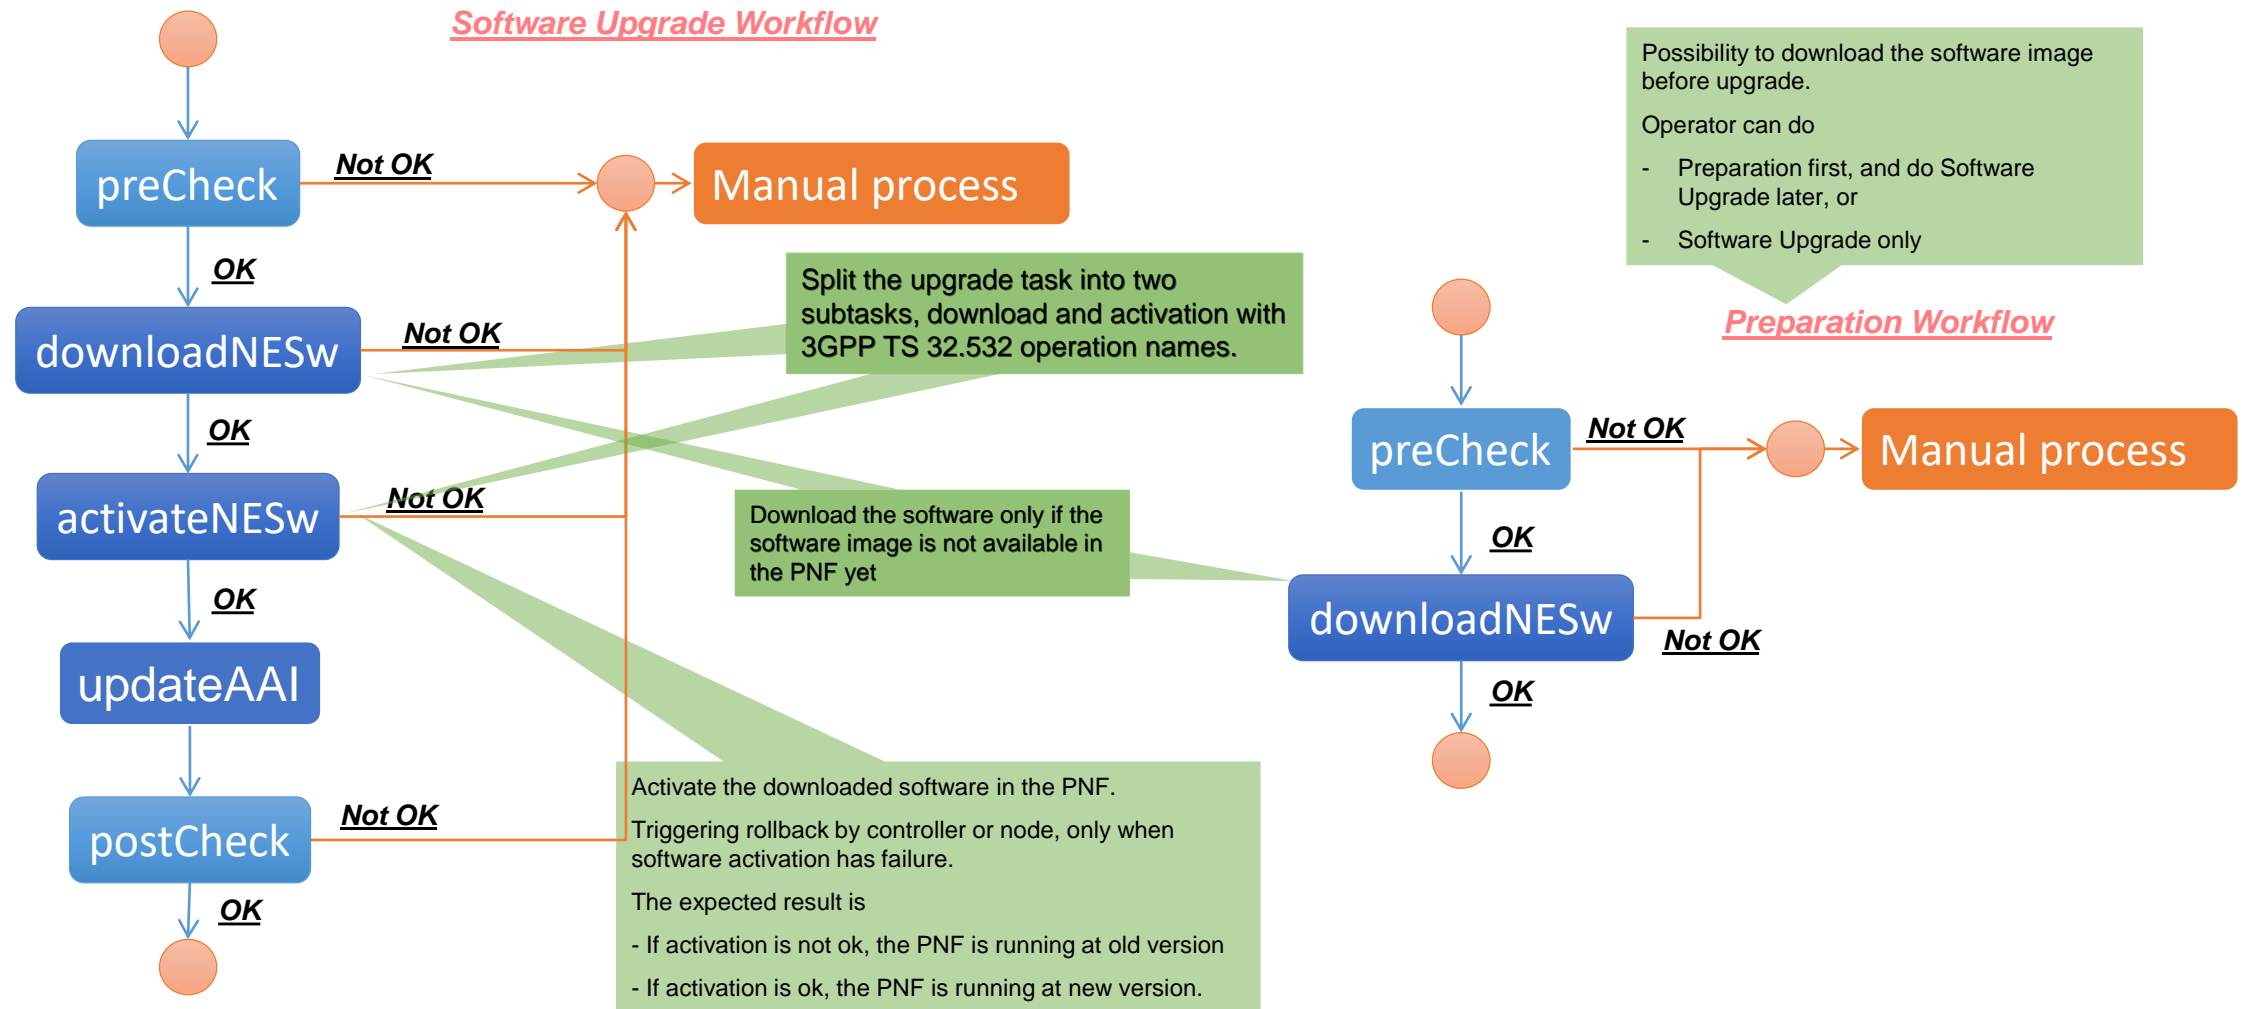 Software Upgrade Workflow
preCheck
Not OK
Manual process
OK
downloadNESw
Not OK
Split the upgrade task into two
subtasks, download and activation with
3GPP TS 32.532 operation names.
OK
activateNESw
Not OK
Download the software only if the
software image is not available in
the PNF yet
OK
updateAAI
postCheck
Not OK
OK
Activate the downloaded software in the PNF.
Triggering rollback by controller or node, only when
software activation has failure.
The expected result is
- If activation is not ok, the PNF is running at old version
- If activation is ok, the PNF is running at new version.
Possibility to download the software image
before upgrade.
Operator can do
- Preparation first, and do Software
Upgrade later, or
- Software Upgrade only
Preparation Workflow
preCheck
Not OK
Manual process
OK
downloadNESw
Not OK
OK